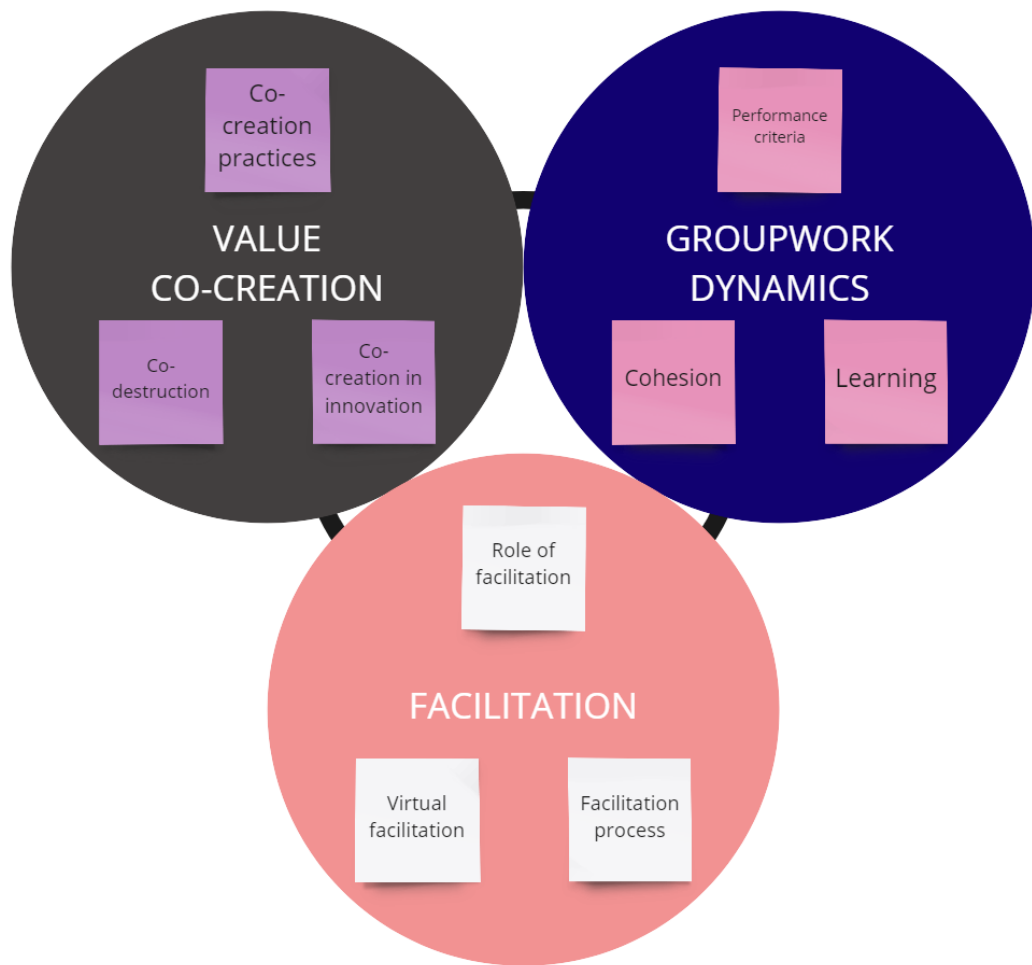 Co-
creation
practices
VALUE
CO-CREATION
Co-
destruction
Co-
creation in
innovation
Performance
criteria
GROUPWORK
DYNAMICS
Cohesion
Learning
Role of
facilitation
FACILITATION
Virtual
facilitation
Facilitation
process